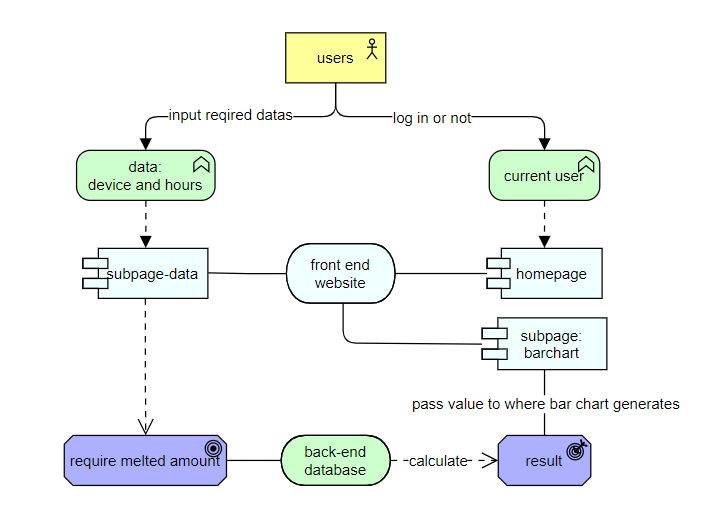 users
input reqired datas
log in or not
data:
device and hours
current user
subpage-data
front end
website
homepage
subpage:
barchart
pass value to where bar chart generates
require melted amount
back-end
database
calculate
result